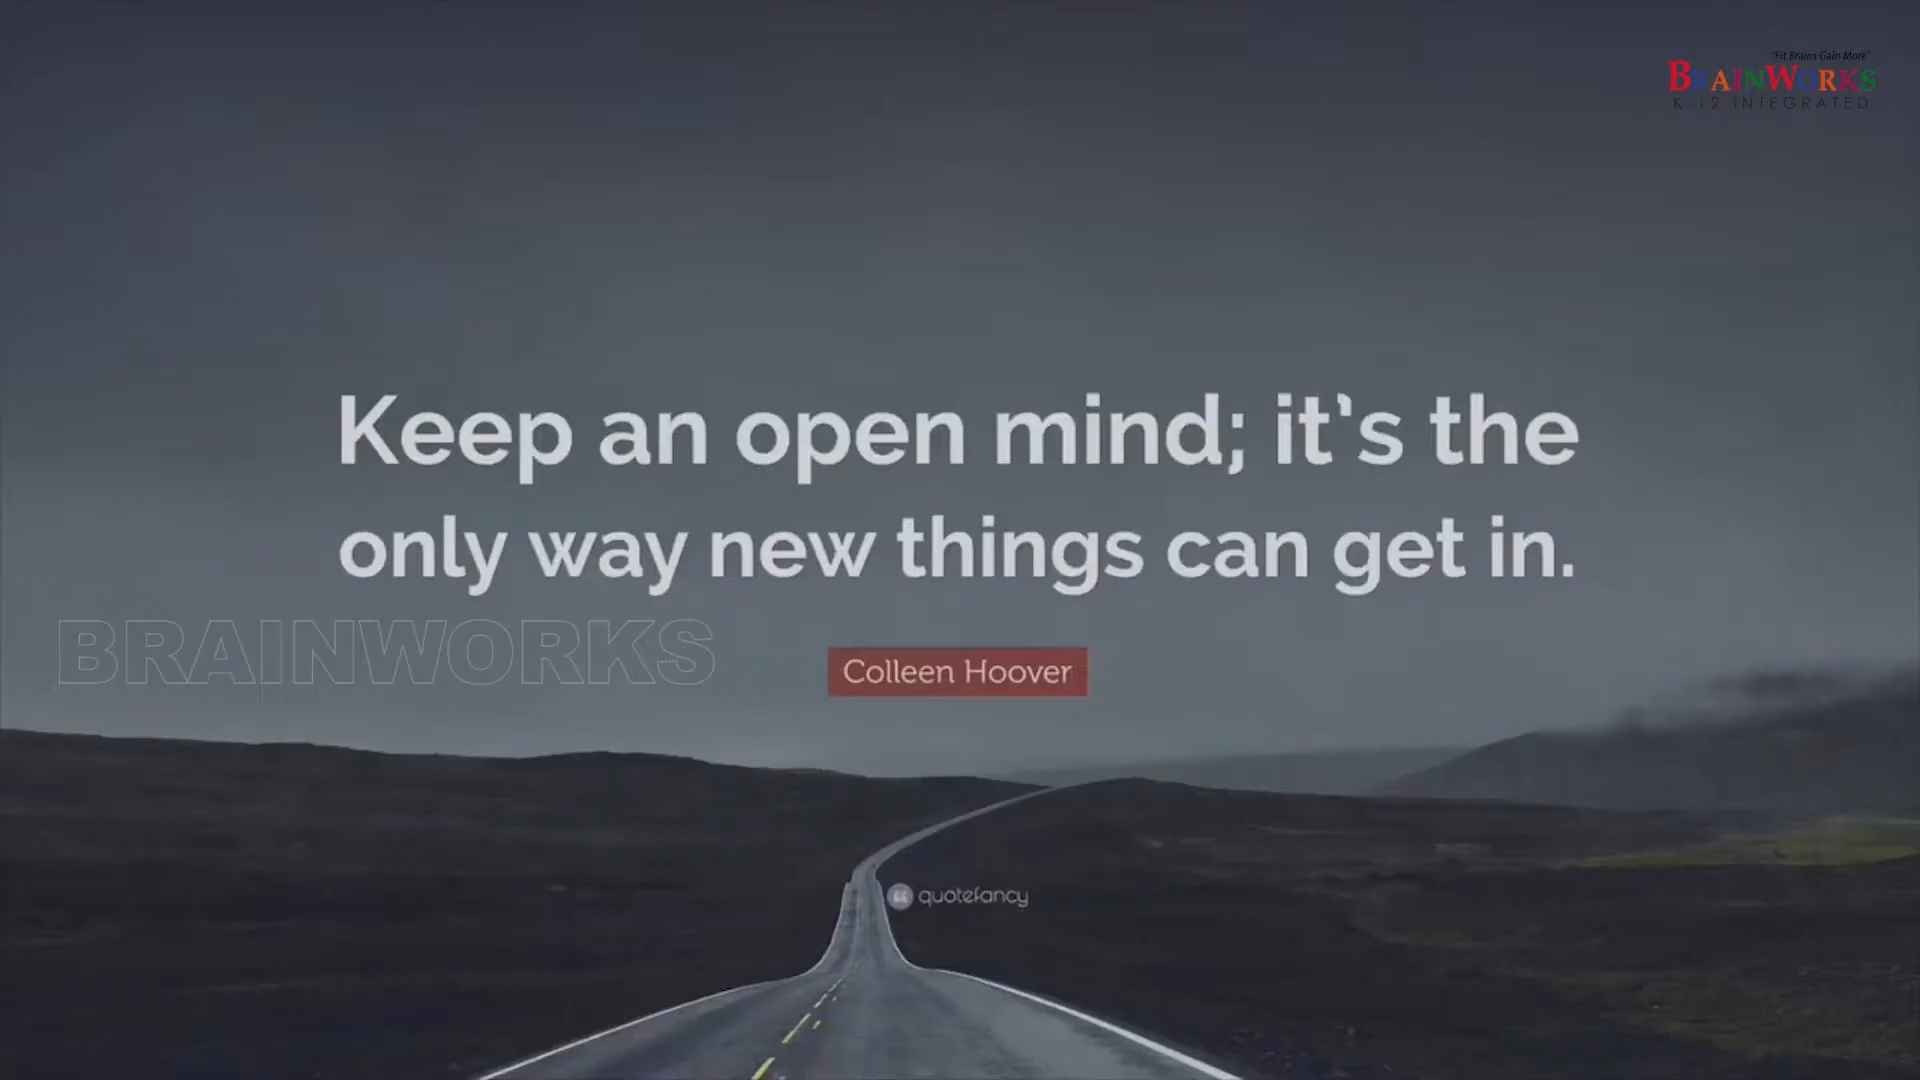 "Fit Brains Gain More"
BRAINWORKS
K-12 INTEGRATED
Keep an open mind; it’s the
only way new things can get in.
BRAINWORKS
Colleen Hoover
quotefancy